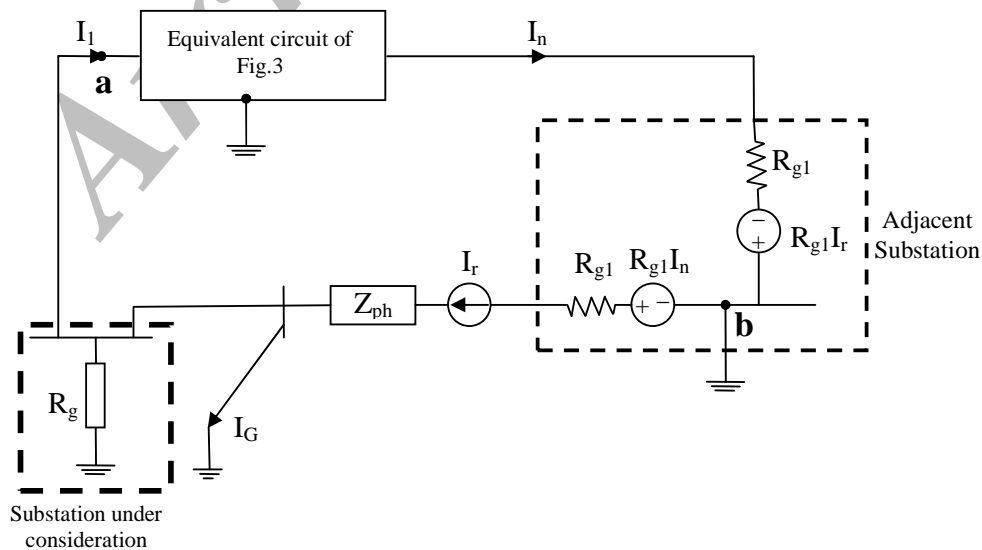 I1
a
Equivalent circuit of
Fig.3
In
Rg1
- +
Rg1Ir
Adjacent
Substation
Rg1
Rg1In
+ -
b
Ir
Zph
IG
Rg
Substation under
consideration